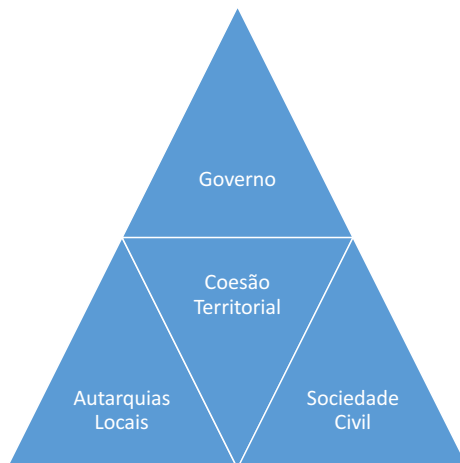 Governo
Coesão
Territorial
Autarquias
Locais
Sociedade
Civil